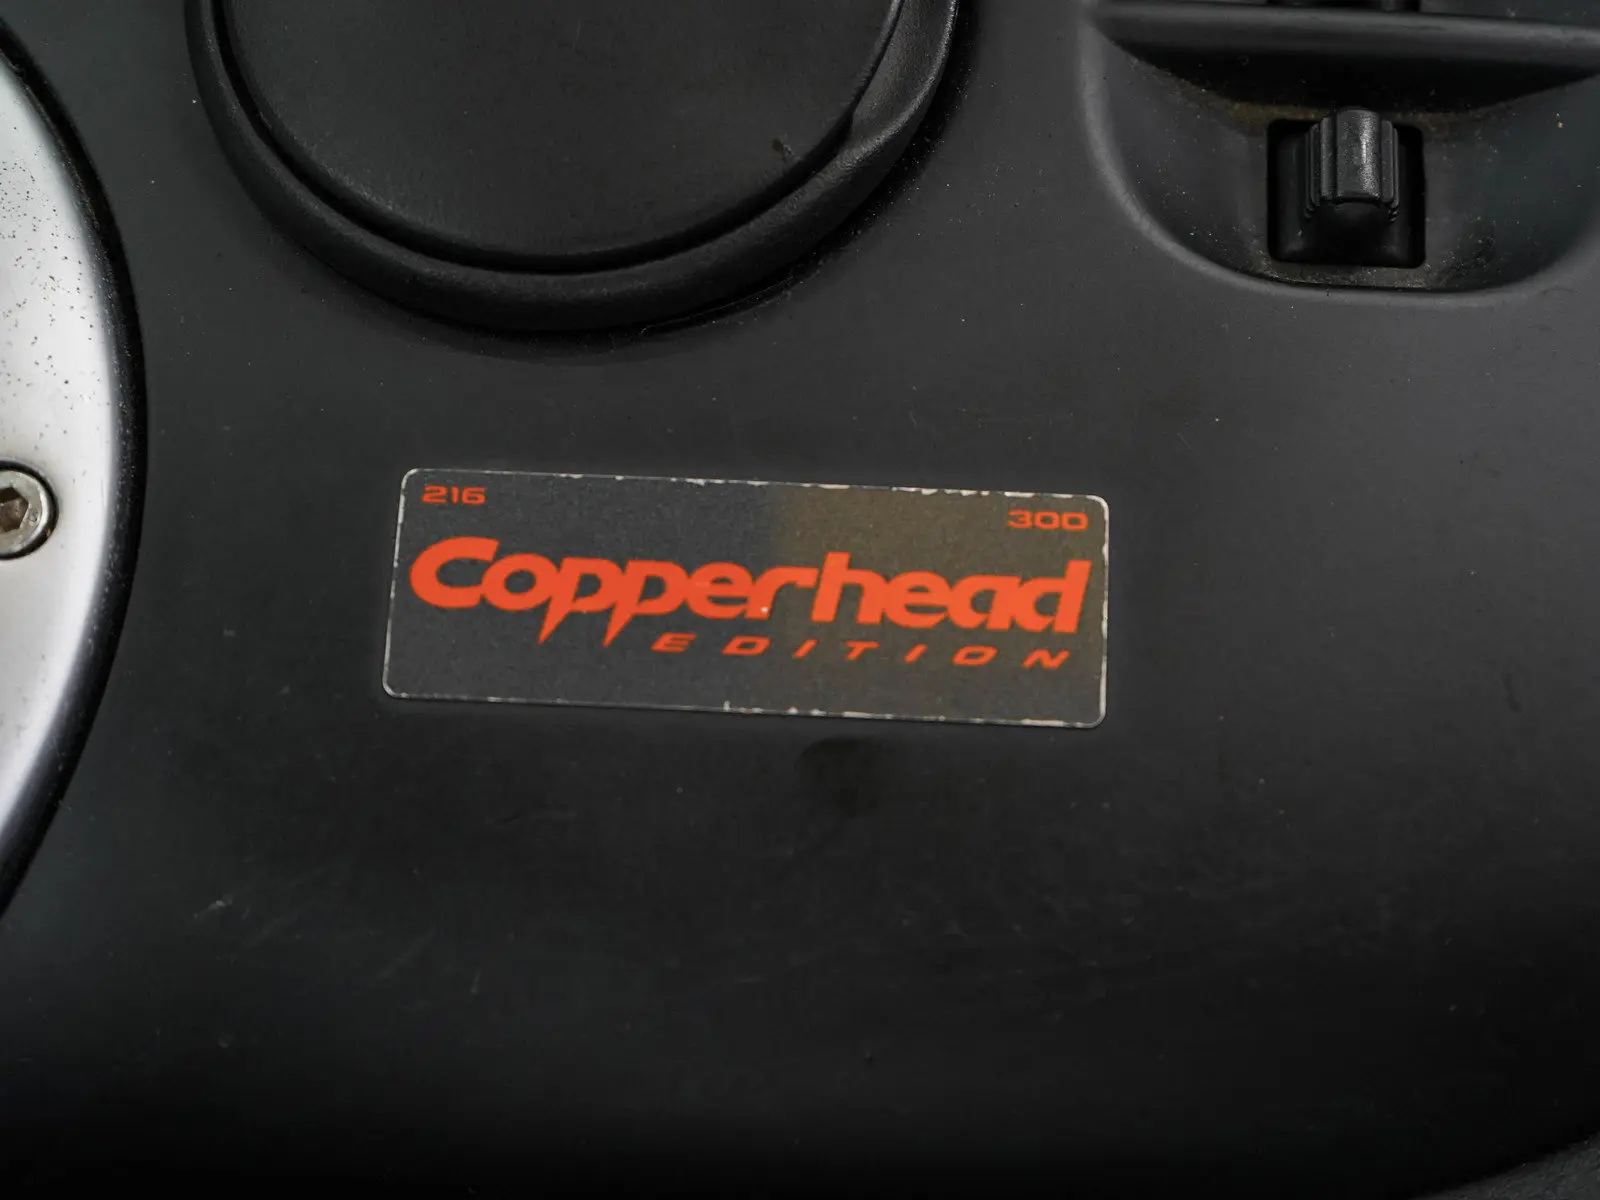 216
300
Copperhead
EDITION